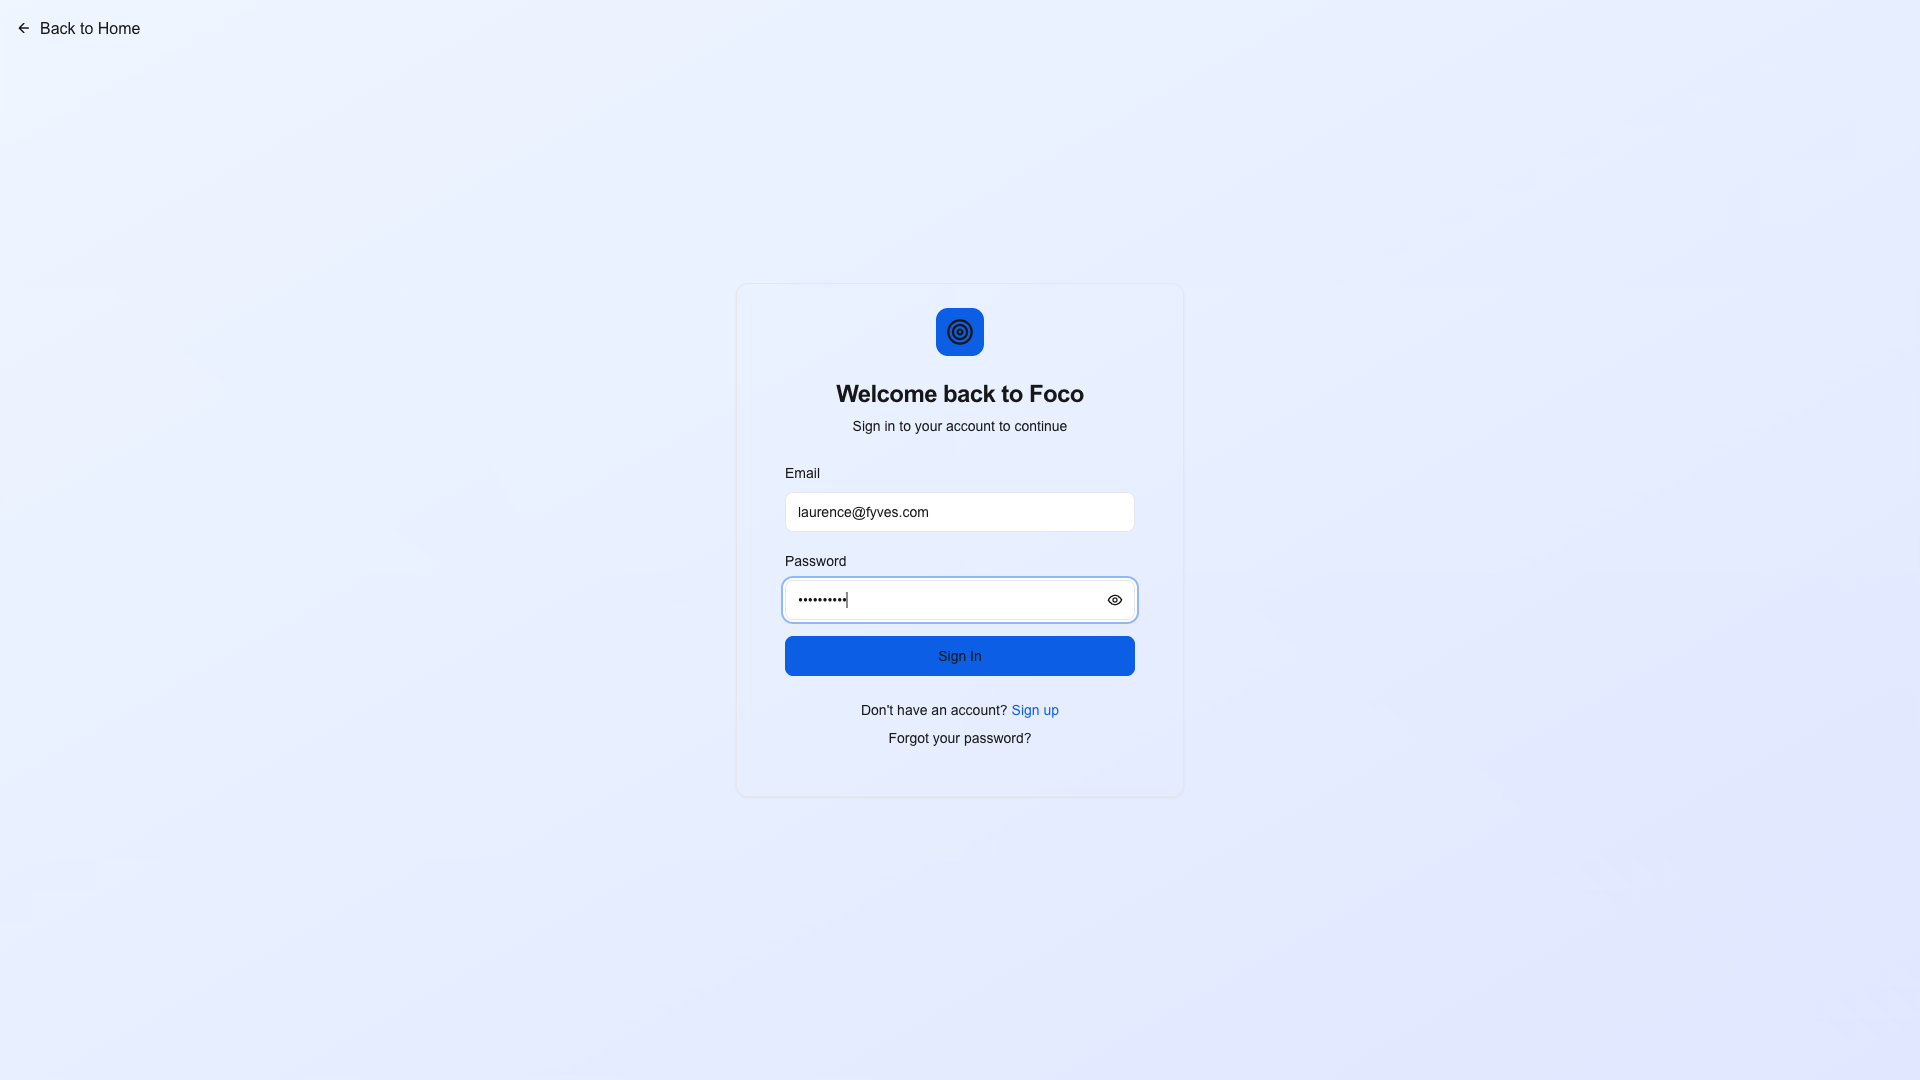 Back to Home
Welcome back to Foco
Sign in to your account to continue
Email
laurence@fyves.com
Password
••••••••••
Sign In
Don't have an account? Sign up
Forgot your password?